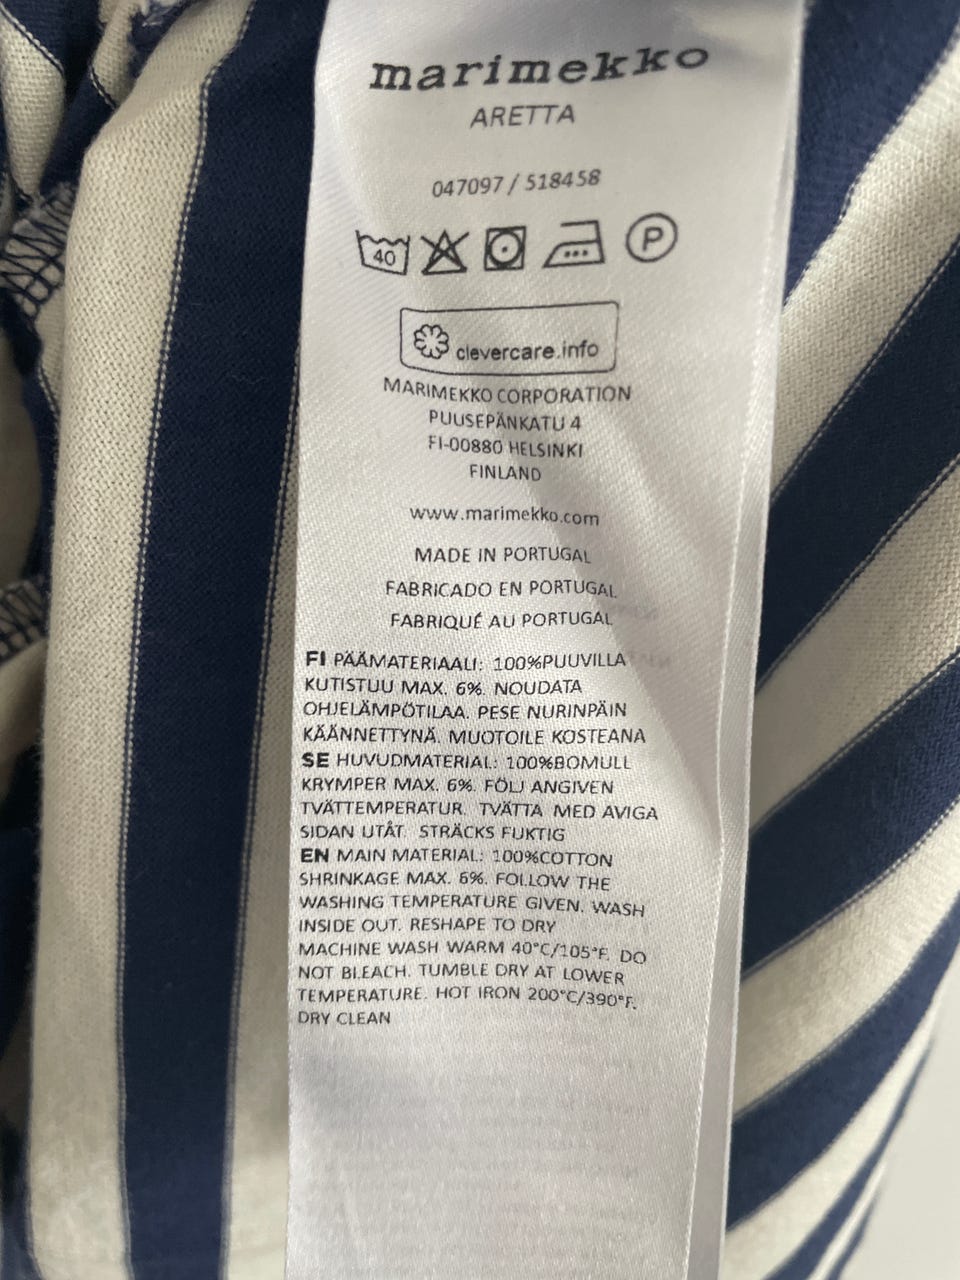 marimekko
ARETTA
047097 / 518458
40 P
clevercare.info
MARIMEKKO CORPORATION
PUUSEPÄNKATU 4
FI-00880 HELSINKI
FINLAND
www.marimekko.com
MADE IN PORTUGAL
FABRICADO EN PORTUGAL
FABRIQUÉ AU PORTUGAL
FI PÄÄMATERIAALI: 100%PUUVILLA
KUTISTUU MAX. 6%. NOUDATA
OHJELÄMPÖTILAA. PESE NURINPÄIN
KÄÄNNETTYNÄ. MUOTOILE KOSTEANA
SE HUVUDMATERIAL: 100%BOMULL
KRYMPER MAX. 6%. FÖLJ ANGIVEN
TVÄTTEMPERATUR. TVÄTTA MED AVIGA
SIDAN UTÅT. STRÄCKS FUKTIG
EN MAIN MATERIAL: 100%COTTON
SHRINKAGE MAX. 6%. FOLLOW THE
WASHING TEMPERATURE GIVEN. WASH
INSIDE OUT. RESHAPE TO DRY
MACHINE WASH WARM 40°C/105°F. DO
NOT BLEACH. TUMBLE DRY AT LOWER
TEMPERATURE. HOT IRON 200°C/390°F.
DRY CLEAN